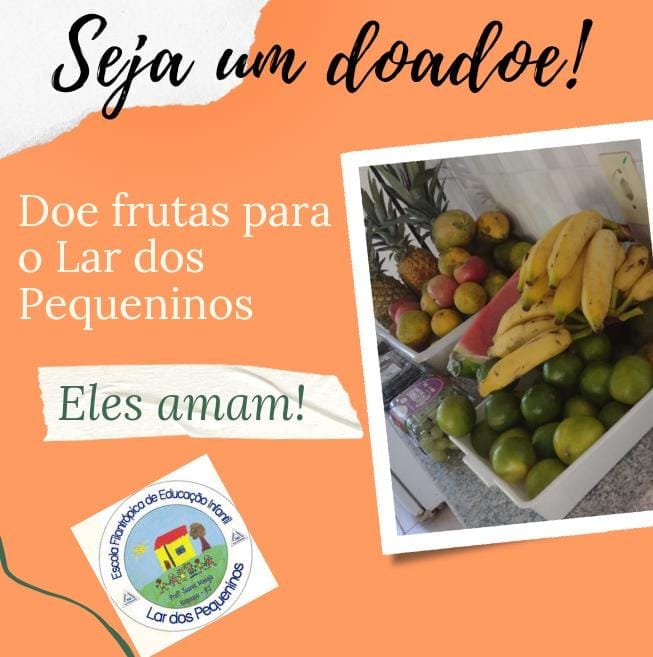 Seja um doadoe!
Doe frutas para
o Lar dos
Pequeninos
Eles amam!
Escola Filantrópica de Educação Infantil
Lar dos Pequeninos